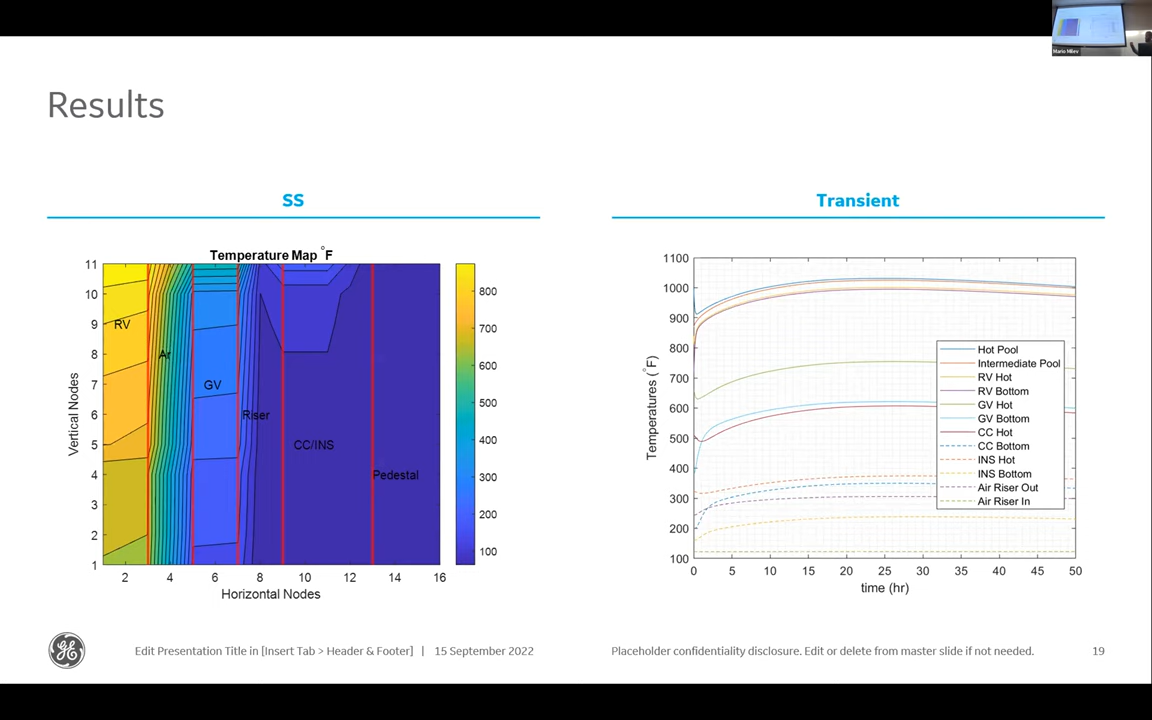 Mario Milev
Results
SS
Transient
Temperature Map °F
11
10
9
8
7
6
5
4
3
2
1
Vertical Nodes
RV
Ar
GV
Riser
CC/INS
Pedestal
2
4
6
8
10
12
14
16
Horizontal Nodes
800
700
600
500
400
300
200
100
1100
1000
900
800
700
600
500
400
300
200
100
Temperatures (°F)
Hot Pool
Intermediate Pool
RV Hot
RV Bottom
GV Hot
GV Bottom
CC Hot
CC Bottom
INS Hot
INS Bottom
Air Riser Out
Air Riser In
0
5
10
15
20
25
30
35
40
45
50
time (hr)
GE
Edit Presentation Title in [Insert Tab > Header & Footer] | 15 September 2022
Placeholder confidentiality disclosure. Edit or delete from master slide if not needed.
19